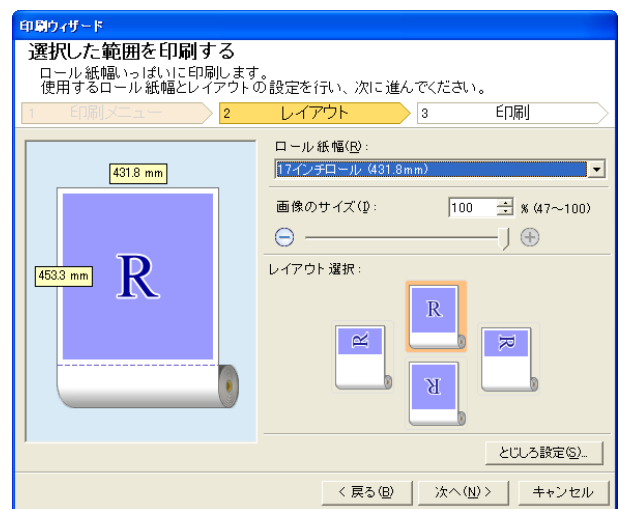 印刷ウィザード
選択した範囲を印刷する
ロール紙幅いっぱいに印刷します。
使用するロール紙幅とレイアウトの設定を行い、次に進んでください。
1 印刷メニュー 2 レイアウト 3 印刷
ロール紙幅(R):
17インチロール (431.8mm)
画像のサイズ(I): 100 % (47～100)
431.8 mm
453.3 mm
R
レイアウト選択:
R
R
R
R
とじしろ設定(S)...
< 戻る(B) 次へ(N) > キャンセル